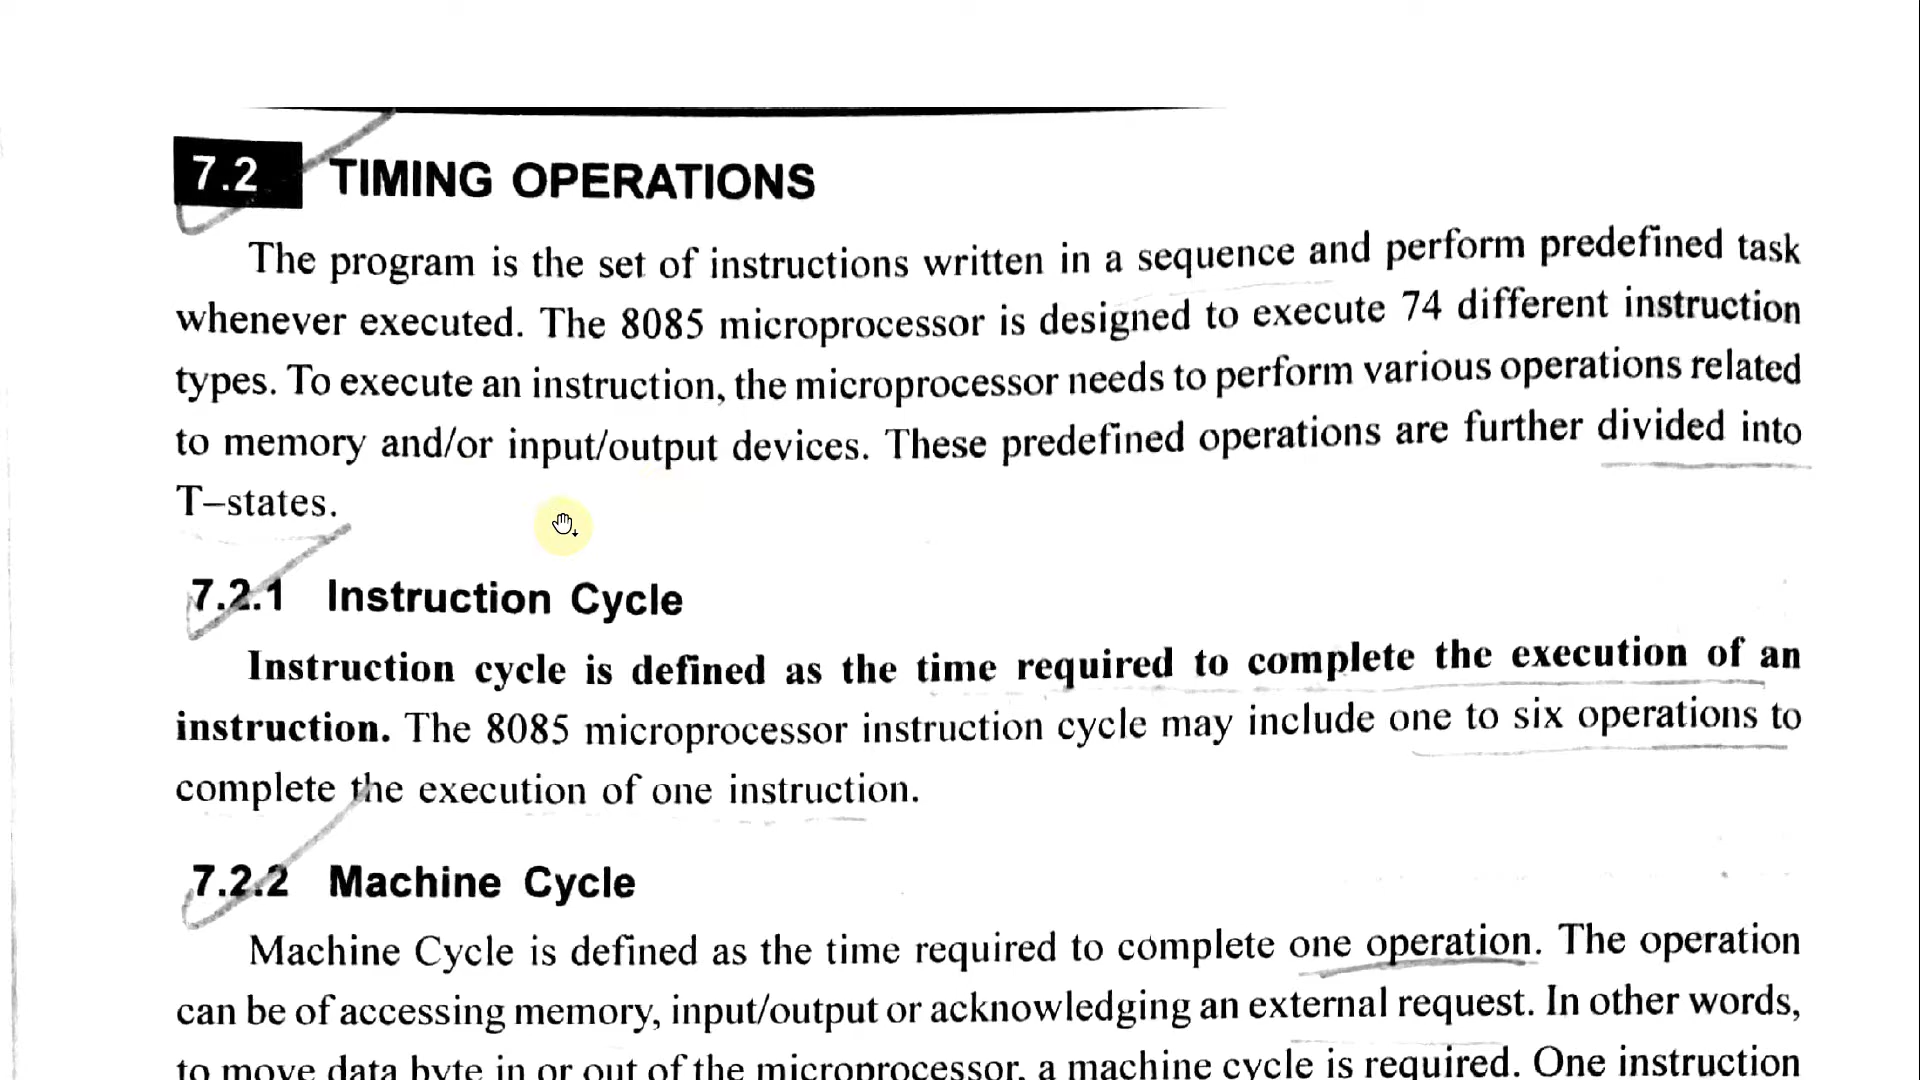 7.2 TIMING OPERATIONS
The program is the set of instructions written in a sequence and perform predefined task
whenever executed. The 8085 microprocessor is designed to execute 74 different instruction
types. To execute an instruction, the microprocessor needs to perform various operations related
to memory and/or input/output devices. These predefined operations are further divided into
T–states.
7.2.1 Instruction Cycle
Instruction cycle is defined as the time required to complete the execution of an
instruction. The 8085 microprocessor instruction cycle may include one to six operations to
complete the execution of one instruction.
7.2.2 Machine Cycle
Machine Cycle is defined as the time required to complete one operation. The operation
can be of accessing memory, input/output or acknowledging an external request. In other words,
to move data byte in or out of the microprocessor, a machine cycle is required. One instruction